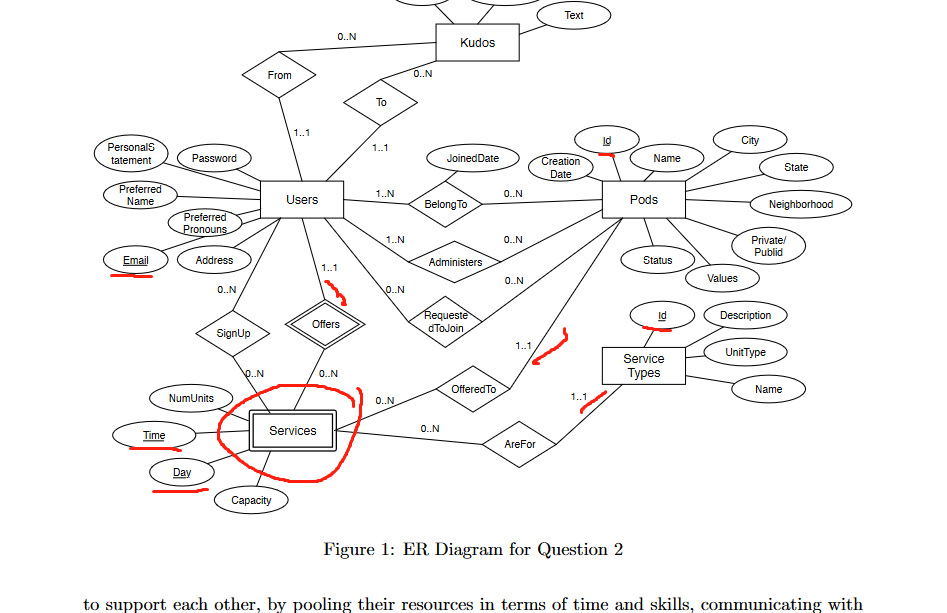 Text
0..N
Kudos
From
0..N
To
1..1
1..1
PersonalS
tatement
Password
JoinedDate
Creation
Date
Id
Name
City
State
Preferred
Name
Users
1..N
BelongTo
0..N
Pods
Neighborhood
Preferred
Pronouns
Private/
Publid
Email
Address
1..N
Administers
0..N
Status
Values
1..1
0..N
0..N
0..N
SignUp
Offers
Requeste
dToJoin
Id
Description
1..1
Service
Types
UnitType
0..N
0..N
OfferedTo
Name
NumUnits
0..N
1..1
Time
Services
0..N
AreFor
Day
Capacity
Figure 1: ER Diagram for Question 2
to support each other, by pooling their resources in terms of time and skills, communicating with